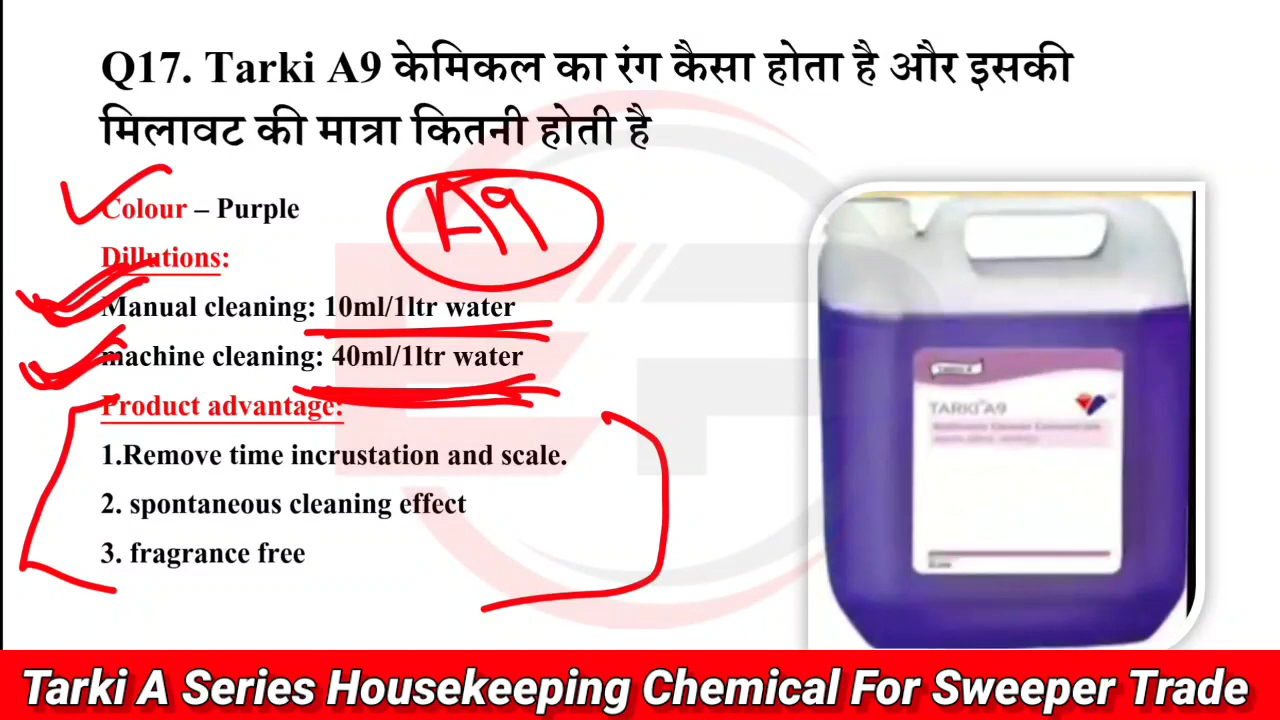 Q17. Tarki A9 केमिकल का रंग कैसा होता है और इसकी
मिलावट की मात्रा कितनी होती है
Colour – Purple
A9
Dillutions:
Manual cleaning: 10ml/1ltr water
machine cleaning: 40ml/1ltr water
Product advantage:
1.Remove time incrustation and scale.
2. spontaneous cleaning effect
3. fragrance free
TARKI A9
Tarki A Series Housekeeping Chemical For Sweeper Trade